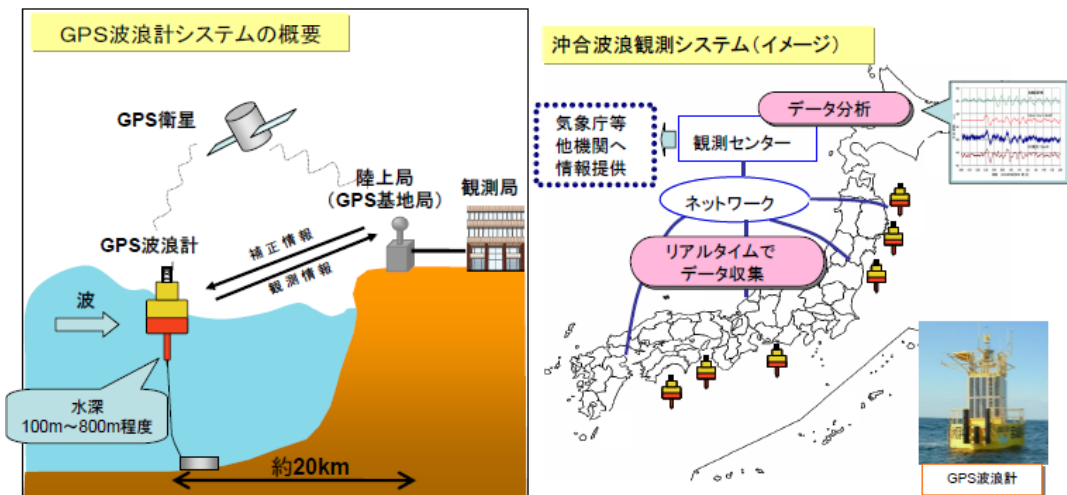 GPS波浪計システムの概要
GPS衛星
陸上局
（GPS基地局）
観測局
GPS波浪計
補正情報
観測情報
波
水深
100m～800m程度
約20km
沖合波浪観測システム（イメージ）
データ分析
気象庁等
他機関へ
情報提供
観測センター
ネットワーク
リアルタイムで
データ収集
GPS波浪計